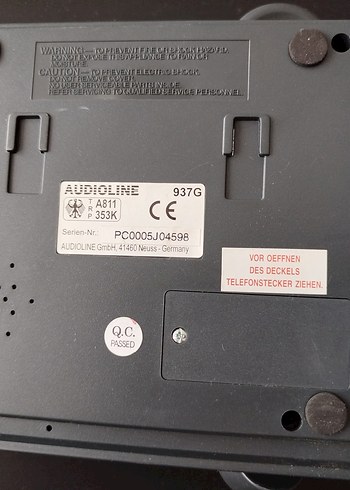 WARNING — TO PREVENT FIRE OR SHOCK HAZARD.
DO NOT EXPOSE THIS APPLIANCE TO RAIN OR
MOISTURE.
CAUTION — TO PREVENT ELECTRIC SHOCK.
DO NOT REMOVE COVER.
NO USER SERVICEABLE PARTS INSIDE.
REFER SERVICING TO QUALIFIED SERVICE PERSONNEL.
AUDIOLINE 937G
TRP A811 353K CE
Serien-Nr.: PC0005J04598
AUDIOLINE GmbH, 41460 Neuss - Germany
VOR OEFFNEN
DES DECKELS
TELEFONSTECKER ZIEHEN.
Q.C.
PASSED